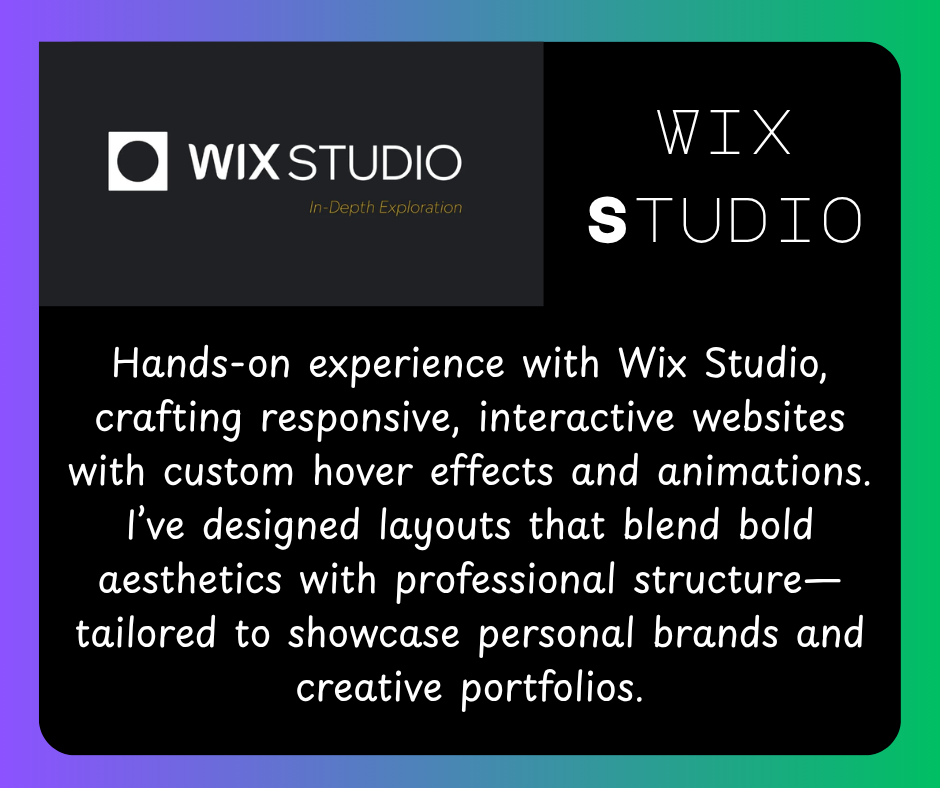 WIX STUDIO
In-Depth Exploration
WIX
STUDIO
Hands-on experience with Wix Studio,
crafting responsive, interactive websites
with custom hover effects and animations.
I’ve designed layouts that blend bold
aesthetics with professional structure—
tailored to showcase personal brands and
creative portfolios.